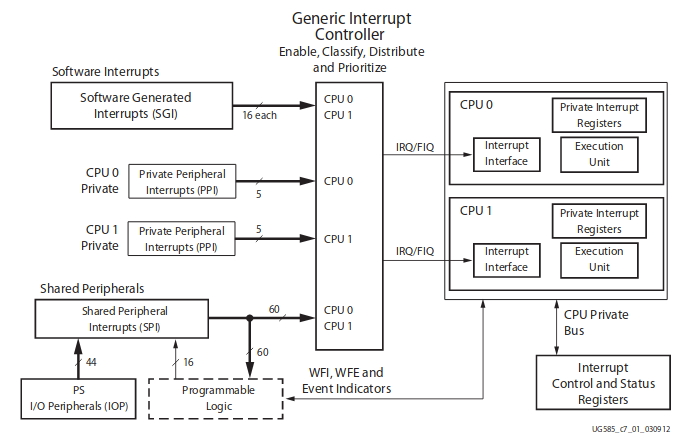 Generic Interrupt
Controller
Enable, Classify, Distribute
and Prioritize
Software Interrupts
Software Generated
Interrupts (SGI)
16 each
CPU 0
CPU 1
CPU 0
Private
Private Peripheral
Interrupts (PPI)
5
CPU 0
CPU 1
Private
Private Peripheral
Interrupts (PPI)
5
CPU 1
Shared Peripherals
Shared Peripheral
Interrupts (SPI)
60
CPU 0
CPU 1
44
16
60
PS
I/O Peripherals (IOP)
Programmable
Logic
IRQ/FIQ
IRQ/FIQ
CPU 0
Private Interrupt
Registers
Interrupt
Interface
Execution
Unit
CPU 1
Private Interrupt
Registers
Interrupt
Interface
Execution
Unit
WFI, WFE and
Event Indicators
CPU Private
Bus
Interrupt
Control and Status
Registers
UG585_c7_01_030912